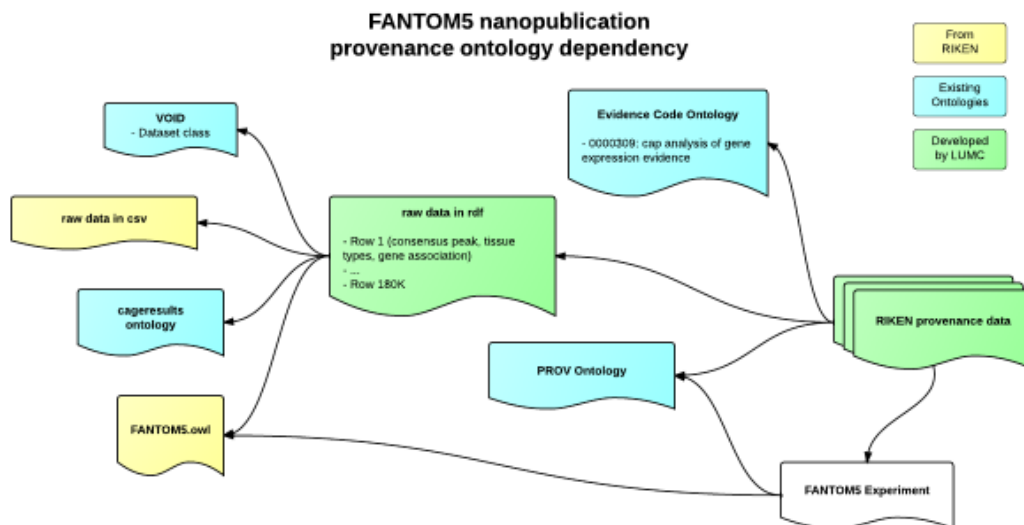 FANTOM5 nanopublication
provenance ontology dependency
From
RIKEN
Existing
Ontologies
Developed
by LUMC
VOID
- Dataset class
Evidence Code Ontology
- 0000309: cap analysis of gene
expression evidence
raw data in csv
raw data in rdf
- Row 1 (consensus peak, tissue
types, gene association)
- ...
- Row 180K
cageresults
ontology
RIKEN provenance data
PROV Ontology
FANTOM5.owl
FANTOM5 Experiment